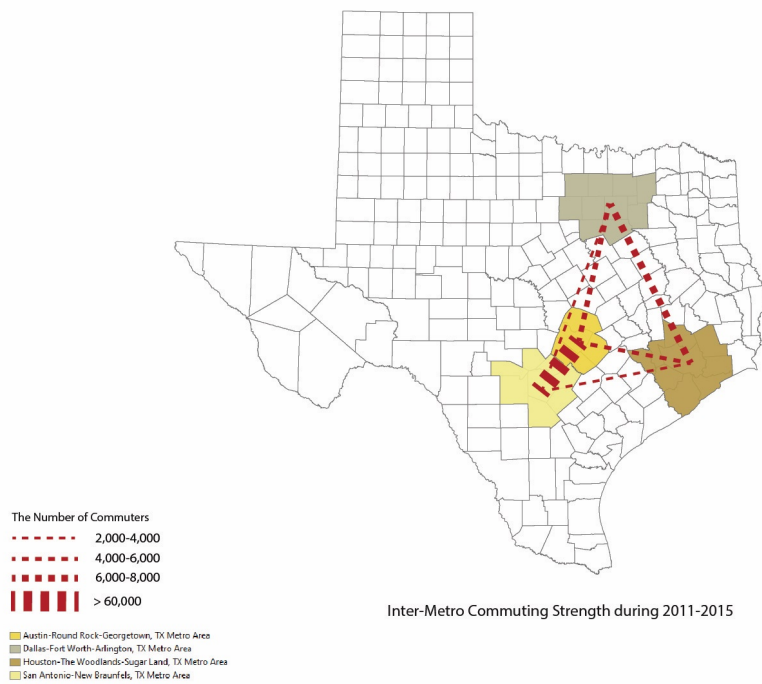 The Number of Commuters
2,000-4,000
4,000-6,000
6,000-8,000
> 60,000
Inter-Metro Commuting Strength during 2011-2015
Austin-Round Rock-Georgetown, TX Metro Area
Dallas-Fort Worth-Arlington, TX Metro Area
Houston-The Woodlands-Sugar Land, TX Metro Area
San Antonio-New Braunfels, TX Metro Area